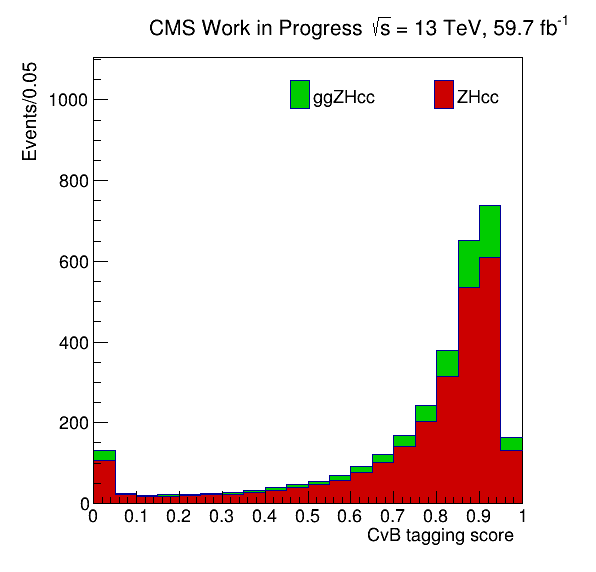 CMS Work in Progress √s = 13 TeV, 59.7 fb⁻¹
Events/0.05
ggZHcc ZHcc
1000
800
600
400
200
0
0 0.1 0.2 0.3 0.4 0.5 0.6 0.7 0.8 0.9 1
CvB tagging score